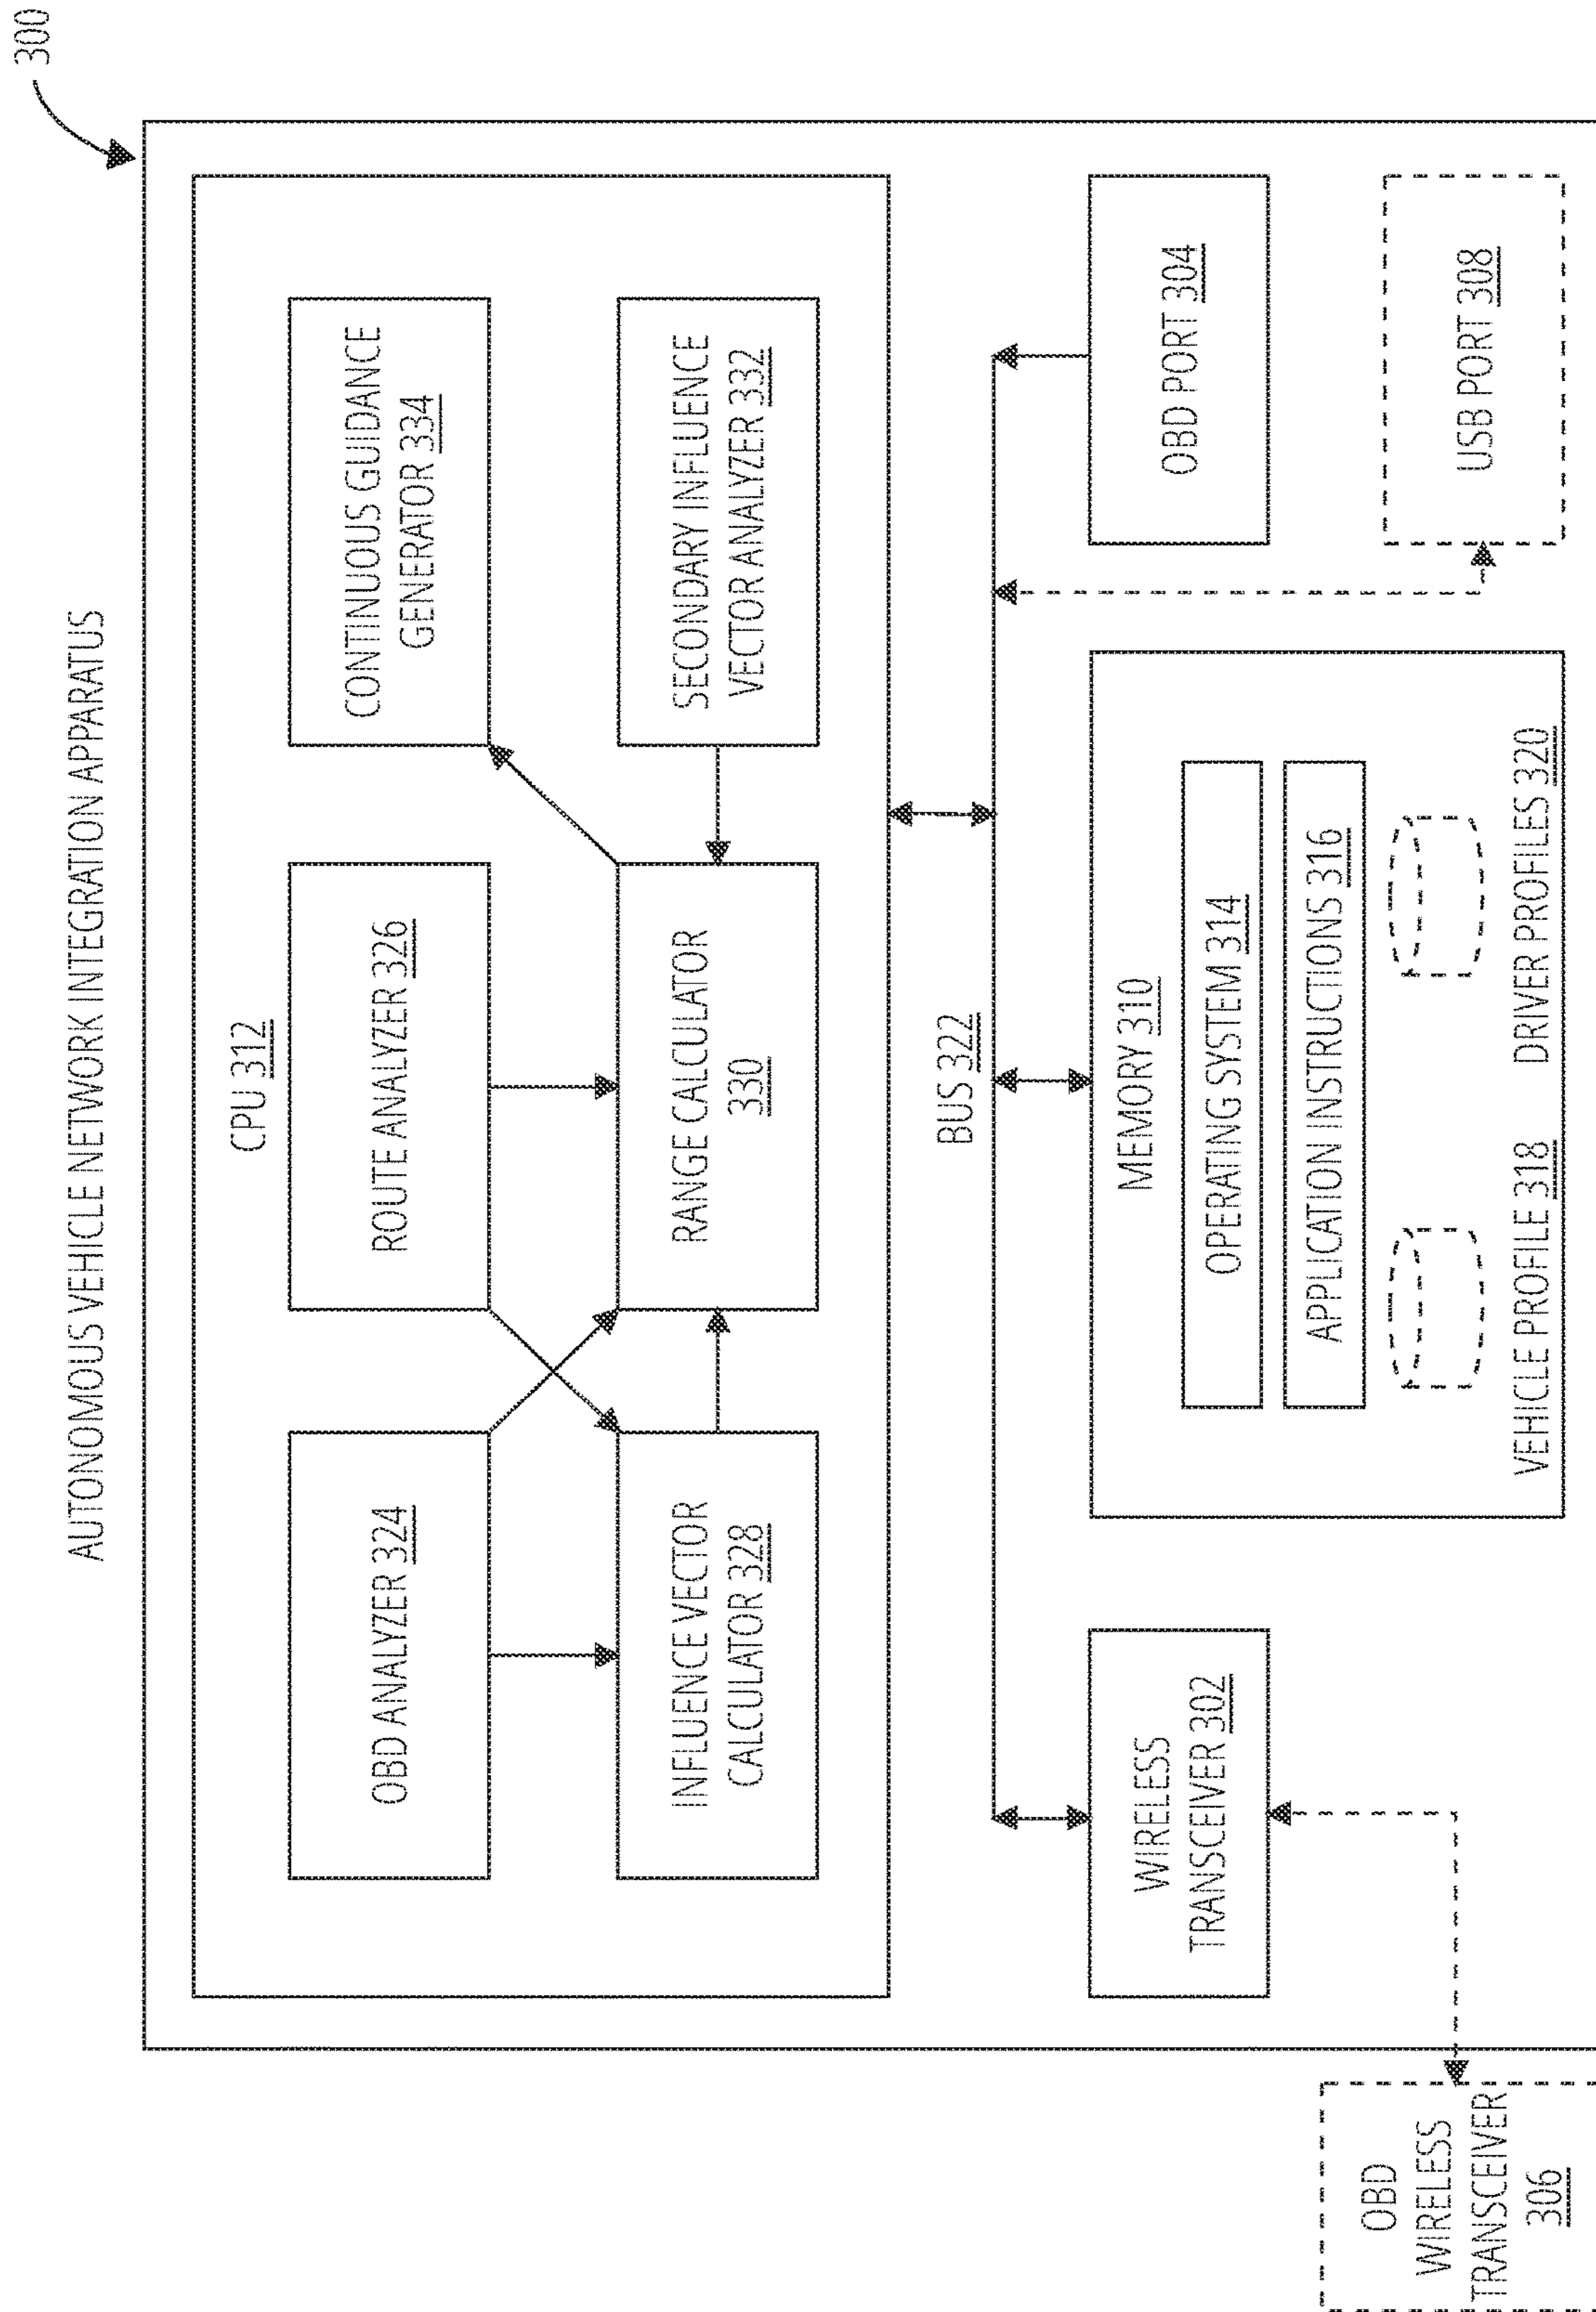 300
AUTONOMOUS VEHICLE NETWORK INTEGRATION APPARATUS
CPU 312
OBD ANALYZER 324
ROUTE ANALYZER 326
CONTINUOUS GUIDANCE
GENERATOR 334
INFLUENCE VECTOR
CALCULATOR 328
RANGE CALCULATOR
330
SECONDARY INFLUENCE
VECTOR ANALYZER 332
BUS 322
WIRELESS
TRANSCEIVER 302
MEMORY 310
OPERATING SYSTEM 314
APPLICATION INSTRUCTIONS 316
VEHICLE PROFILE 318
DRIVER PROFILES 320
OBD PORT 304
USB PORT 308
OBD
WIRELESS
TRANSCEIVER
306